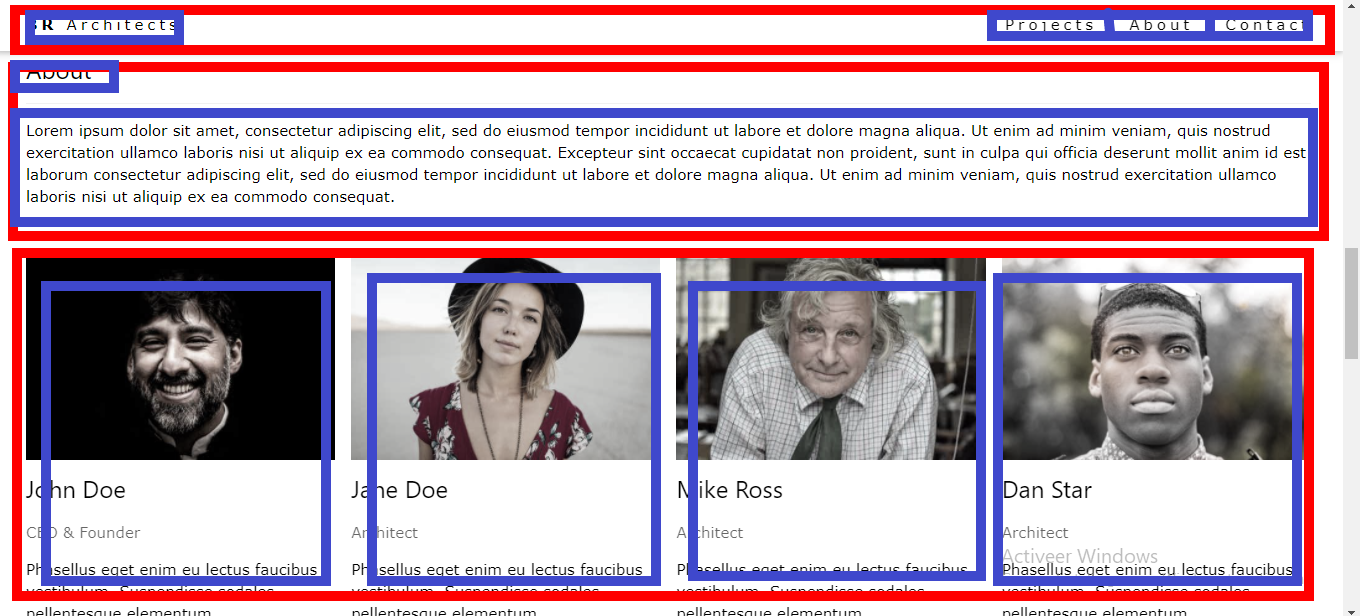 BR Architects
Projects About Contact
About
Lorem ipsum dolor sit amet, consectetur adipiscing elit, sed do eiusmod tempor incididunt ut labore et dolore magna aliqua. Ut enim ad minim veniam, quis nostrud
exercitation ullamco laboris nisi ut aliquip ex ea commodo consequat. Excepteur sint occaecat cupidatat non proident, sunt in culpa qui officia deserunt mollit anim id est
laborum consectetur adipiscing elit, sed do eiusmod tempor incididunt ut labore et dolore magna aliqua. Ut enim ad minim veniam, quis nostrud exercitation ullamco
laboris nisi ut aliquip ex ea commodo consequat.
John Doe
CEO & Founder
Phasellus eget enim eu lectus faucibus
vestibulum. Suspendisse sodales
pellentesque elementum.
Jane Doe
Architect
Phasellus eget enim eu lectus faucibus
vestibulum. Suspendisse sodales
pellentesque elementum.
Mike Ross
Architect
Phasellus eget enim eu lectus faucibus
vestibulum. Suspendisse sodales
pellentesque elementum.
Dan Star
Architect
Activeer Windows
Phasellus eget enim eu lectus faucibus
vestibulum. Suspendisse sodales
pellentesque elementum.